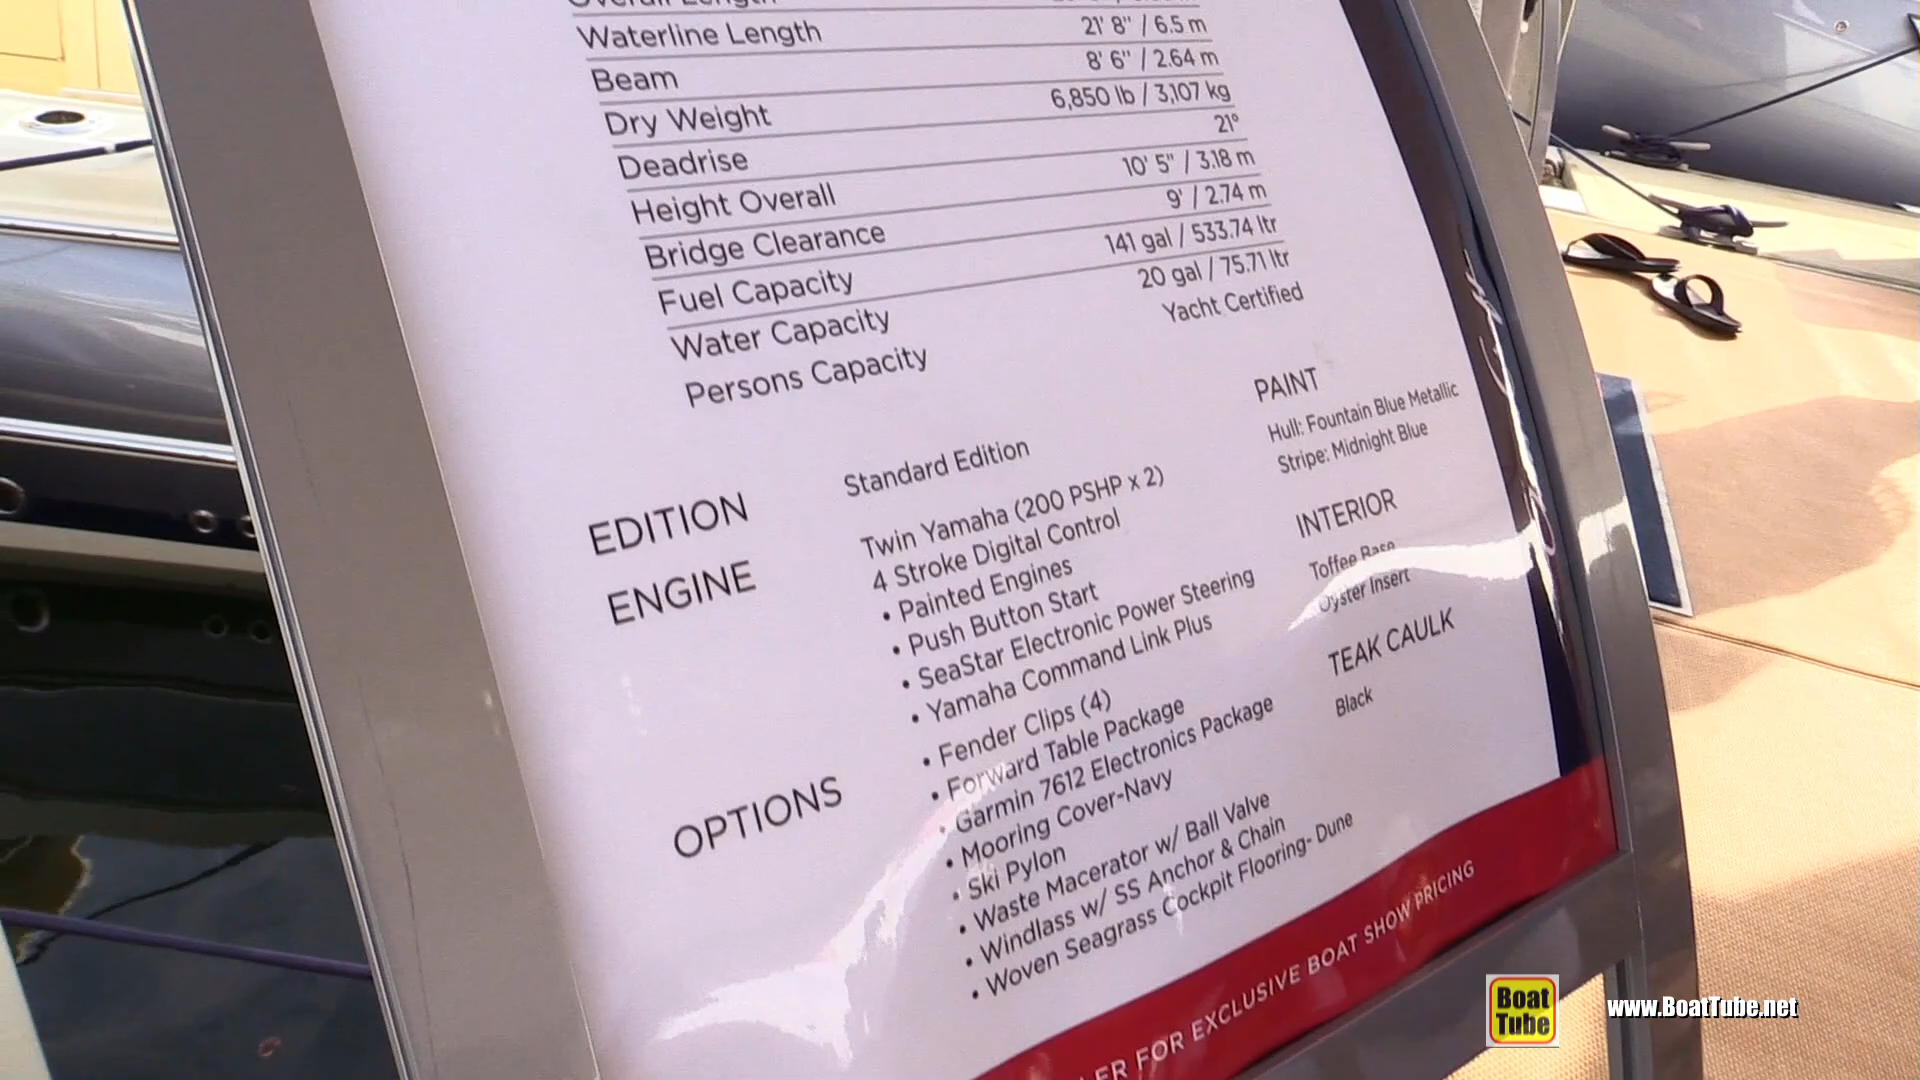 Overall Length
Waterline Length 21' 8" / 6.5 m
Beam 8' 6" / 2.64 m
Dry Weight 6,850 lb / 3,107 kg
Deadrise 21°
Height Overall 10' 5" / 3.18 m
Bridge Clearance 9' / 2.74 m
Fuel Capacity 141 gal / 533.74 ltr
Water Capacity 20 gal / 75.71 ltr
Persons Capacity Yacht Certified
EDITION Standard Edition
ENGINE Twin Yamaha (200 PSHP x 2)
4 Stroke Digital Control
• Painted Engines
• Push Button Start
• SeaStar Electronic Power Steering
• Yamaha Command Link Plus
OPTIONS
• Fender Clips (4)
• Forward Table Package
• Garmin 7612 Electronics Package
• Mooring Cover-Navy
• Ski Pylon
• Waste Macerator w/ Ball Valve
• Windlass w/ SS Anchor & Chain
• Woven Seagrass Cockpit Flooring- Dune
PAINT
Hull: Fountain Blue Metallic
Stripe: Midnight Blue
INTERIOR
Toffee Base
Oyster Insert
TEAK CAULK
Black
FOR EXCLUSIVE BOAT SHOW PRICING
Boat
Tube
www.BoatTube.net